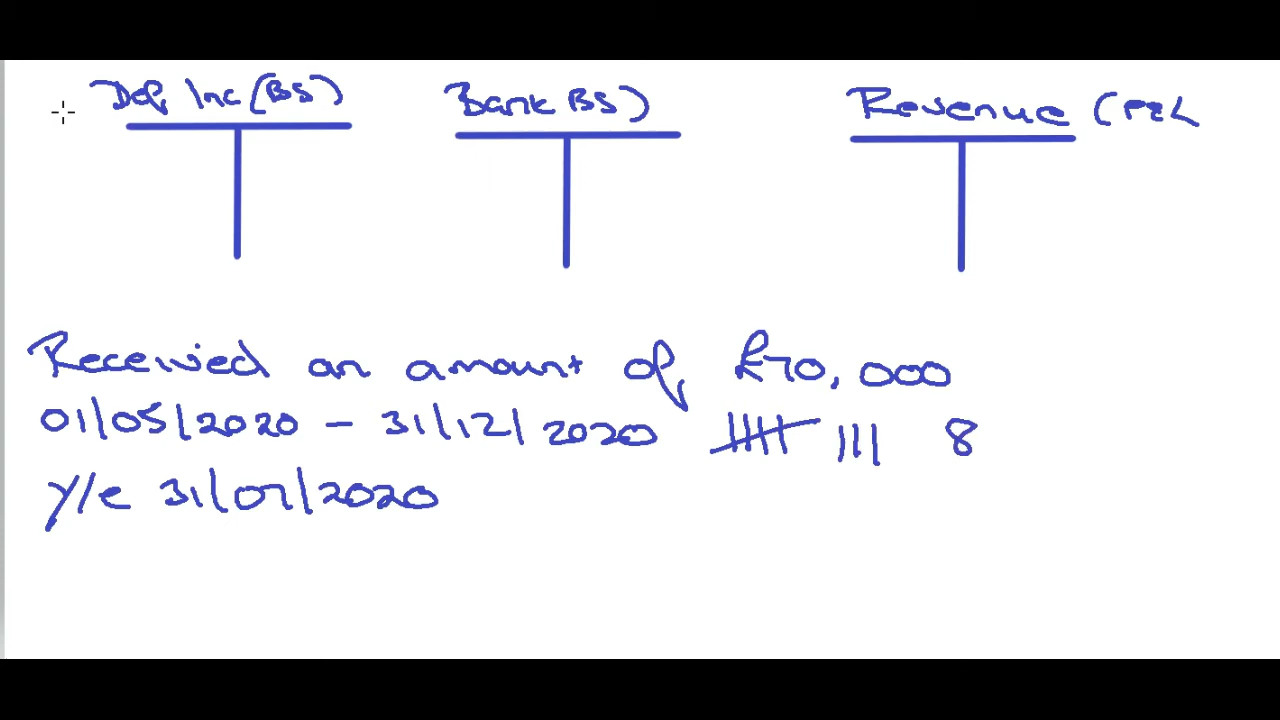 Def Inc (BS)
Bank BS)
Revenue (P&L
Received an amount of £70,000
01/05/2020 - 31/12/2020 8
y/e 31/07/2020